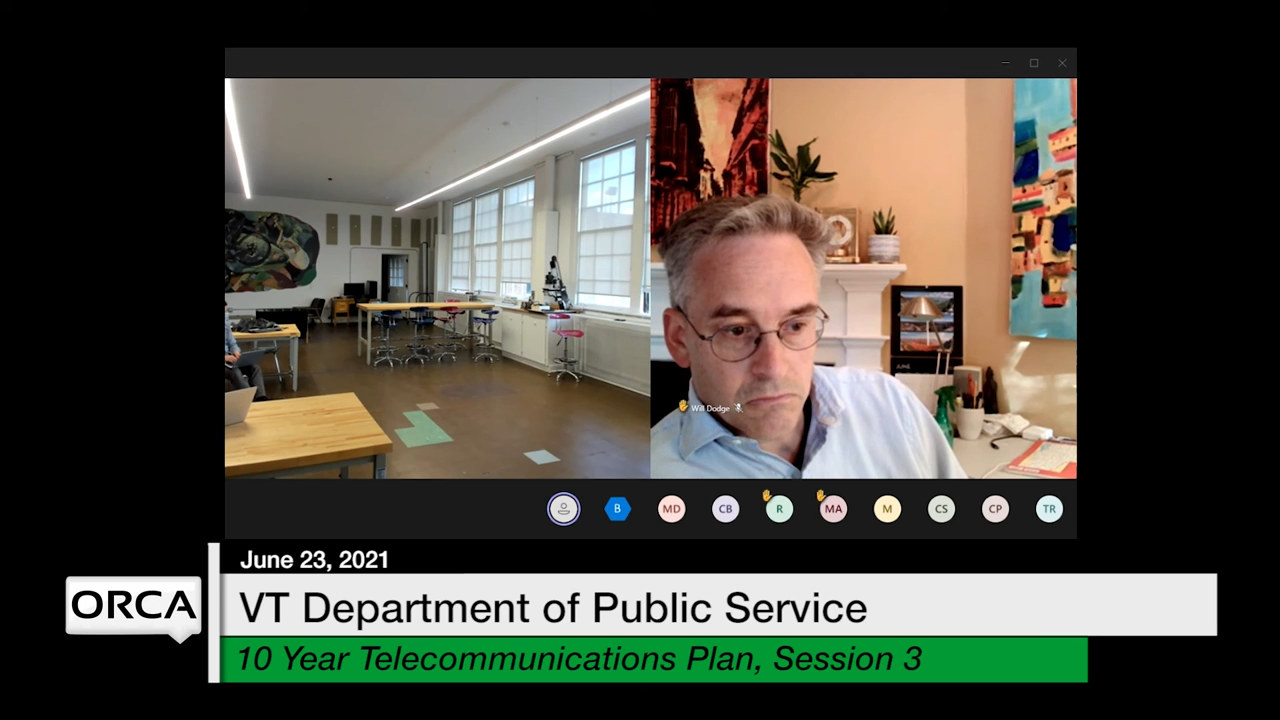 JUNE
Will Dodge
B
MD
CB
R
MA
M
CS
CP
TR
June 23, 2021
ORCA
VT Department of Public Service
10 Year Telecommunications Plan, Session 3